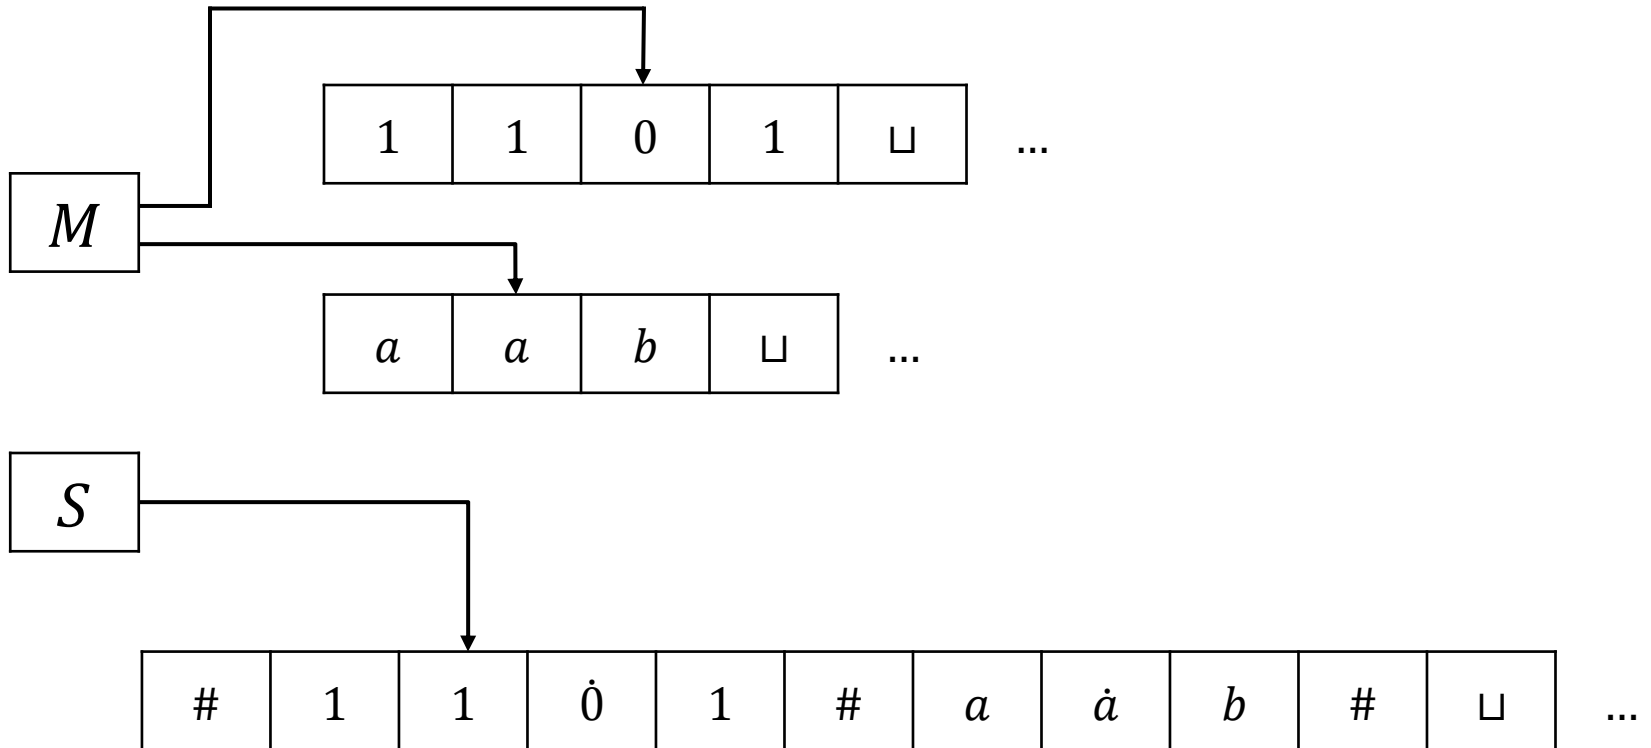 1 1 0 1 ⊔ ...
M
a a b ⊔ ...
S
# 1 1 0̇ 1 # a ȧ b # ⊔ ...